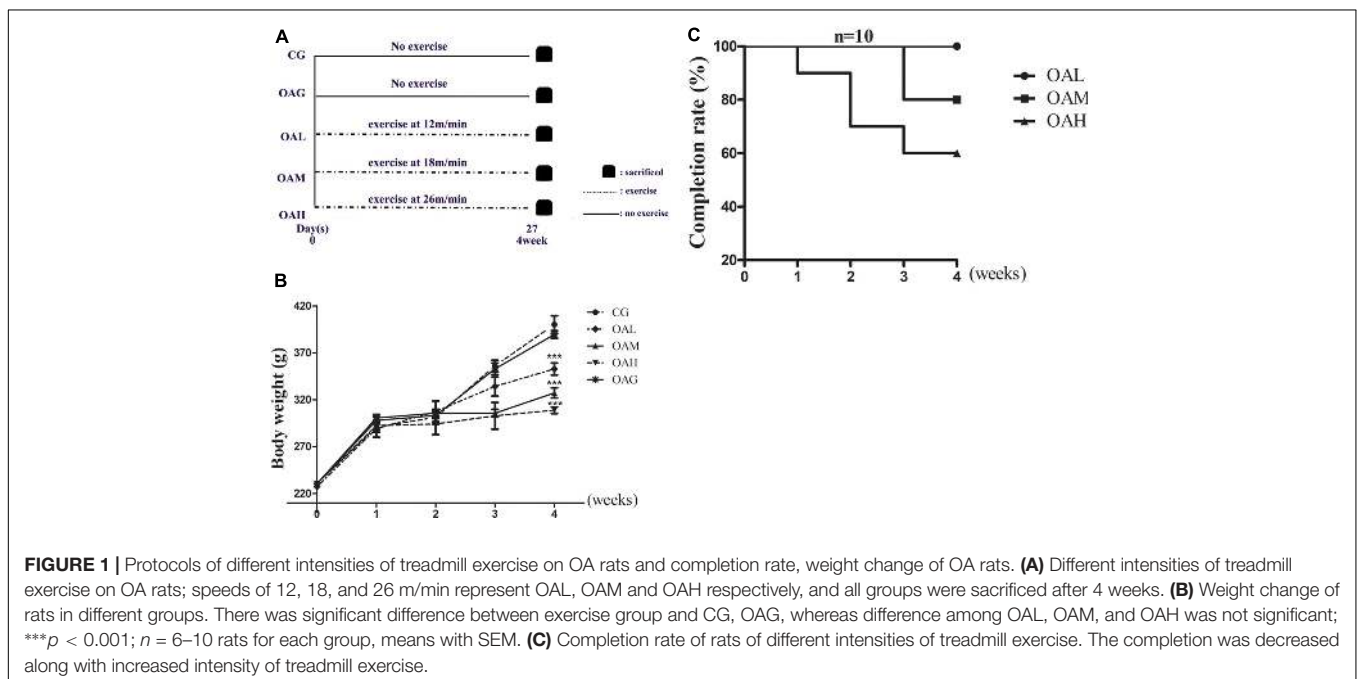 A
CG
No exercise
OAG
No exercise
OAL
exercise at 12m/min
OAM
exercise at 18m/min
OAH
exercise at 26m/min
Day(s)
0
27
4week
: sacrificed
: exercise
: no exercise
B
Body weight (g)
420
370
320
270
220
0 1 2 3 4 (weeks)
***
***
***
CG
OAL
OAM
OAH
OAG
C
n=10
Completion rate (%)
100
80
60
40
20
0 1 2 3 4 (weeks)
OAL
OAM
OAH
FIGURE 1 | Protocols of different intensities of treadmill exercise on OA rats and completion rate, weight change of OA rats. (A) Different intensities of treadmill
exercise on OA rats; speeds of 12, 18, and 26 m/min represent OAL, OAM and OAH respectively, and all groups were sacrificed after 4 weeks. (B) Weight change of
rats in different groups. There was significant difference between exercise group and CG, OAG, whereas difference among OAL, OAM, and OAH was not significant;
***p < 0.001; n = 6–10 rats for each group, means with SEM. (C) Completion rate of rats of different intensities of treadmill exercise. The completion was decreased
along with increased intensity of treadmill exercise.